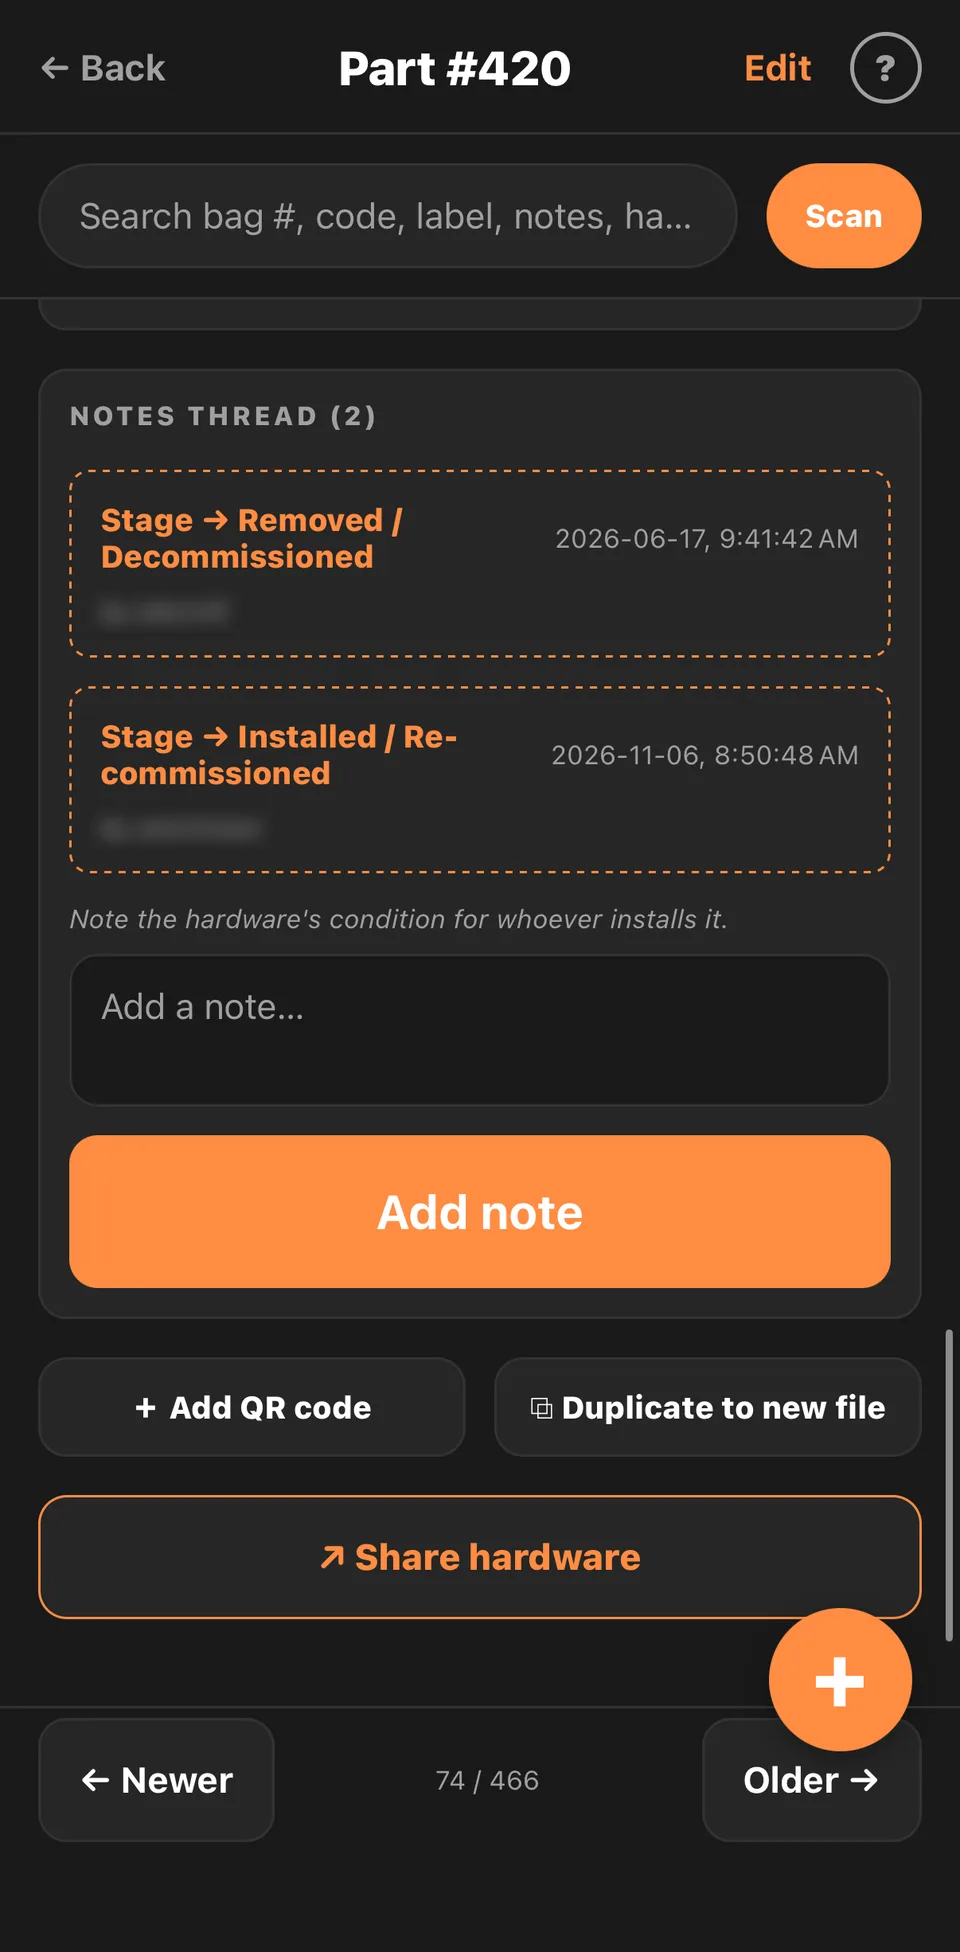 ← Back
Part #420
Edit
?
Search bag #, code, label, notes, ha...
Scan
NOTES THREAD (2)
Stage → Removed /
Decommissioned
2026-06-17, 9:41:42 AM
Stage → Installed / Re-
commissioned
2026-11-06, 8:50:48 AM
Note the hardware's condition for whoever installs it.
Add a note...
Add note
+ Add QR code
Duplicate to new file
↗ Share hardware
+
← Newer
74 / 466
Older →